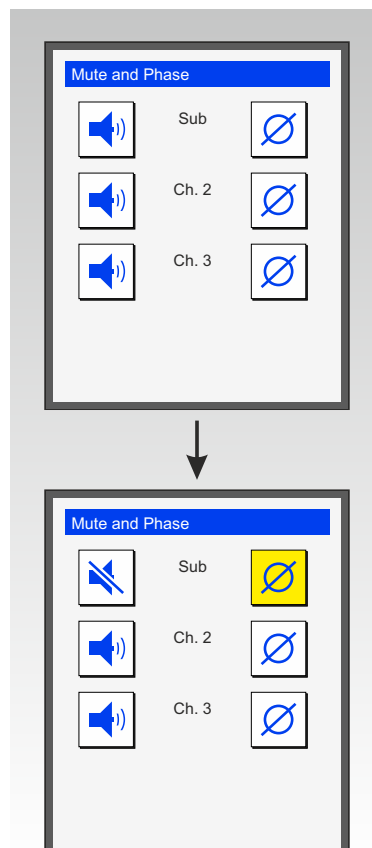 Mute and Phase
Sub
Ch. 2
Ch. 3
Mute and Phase
Sub
Ch. 2
Ch. 3